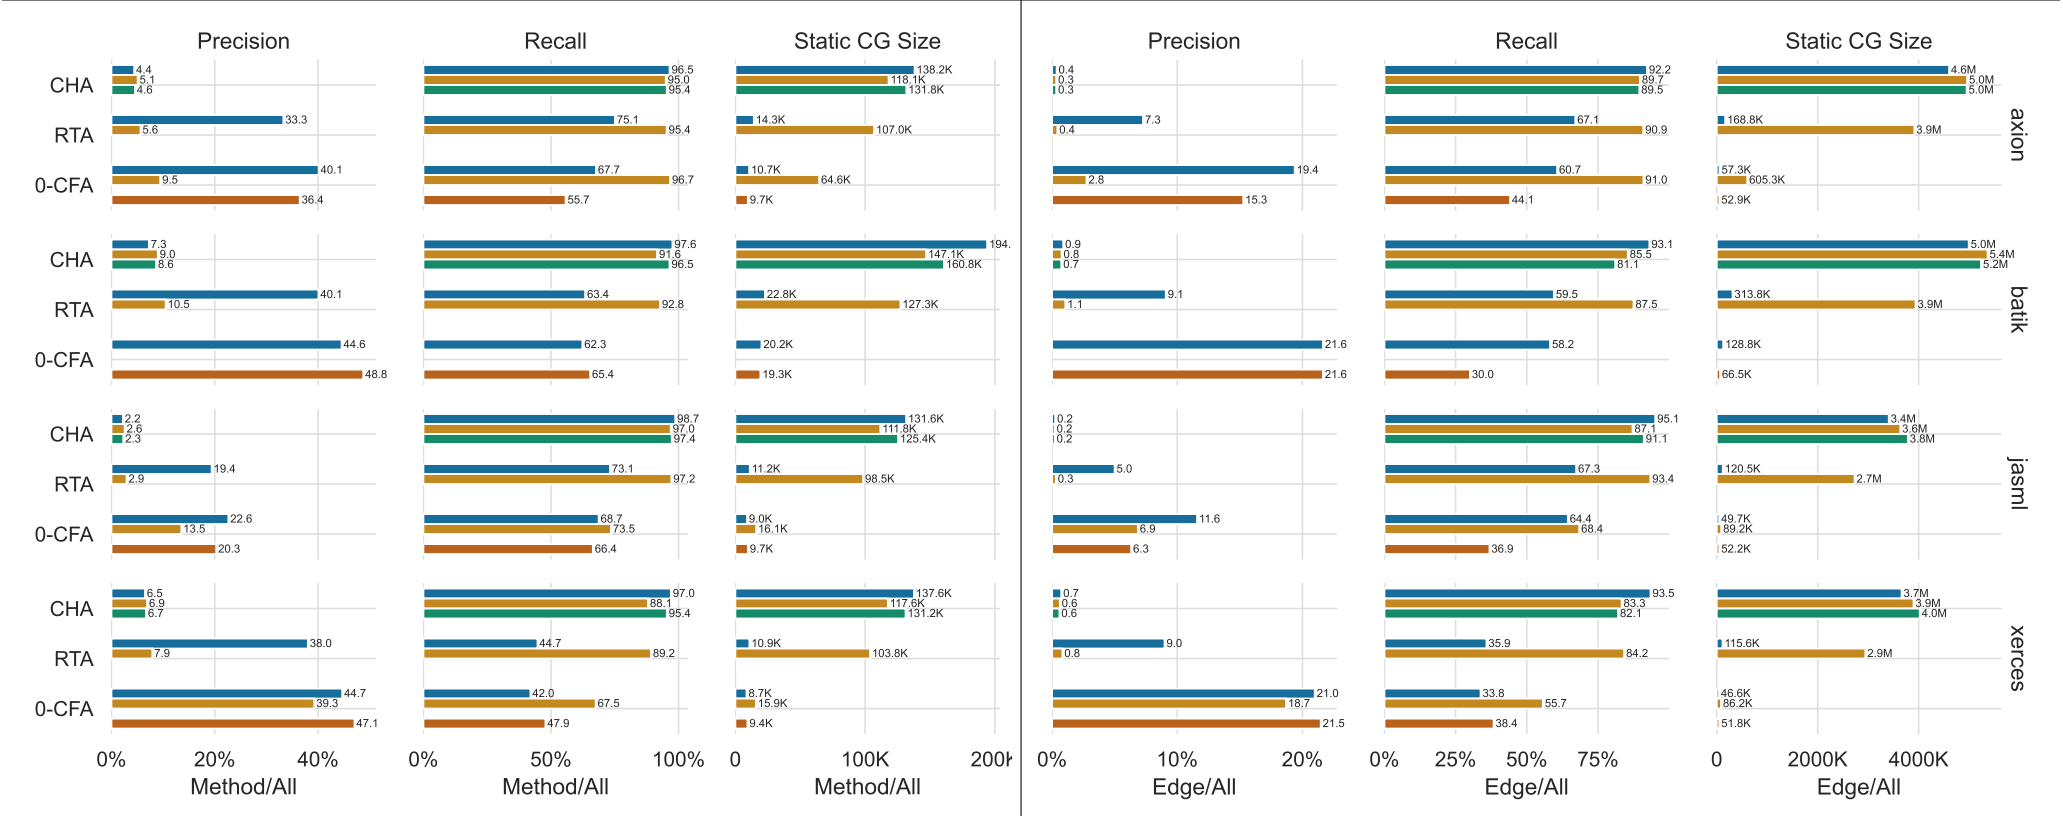 Precision Recall Static CG Size Precision Recall Static CG Size
4.4 96.5 138.2K 0.4 92.2 4.6M
CHA 5.1 95.0 118.1K 0.3 89.7 5.0M
4.6 95.4 131.8K 0.3 89.5 5.0M
33.3 75.1 14.3K 7.3 67.1 168.8K
RTA 5.6 95.4 107.0K 0.4 90.9 3.9M
axion
40.1 67.7 10.7K 19.4 60.7 57.3K
0-CFA 9.5 96.7 64.6K 2.8 91.0 605.3K
36.4 55.7 9.7K 15.3 44.1 52.9K
7.3 97.6 194. 0.9 93.1 5.0M
CHA 9.0 91.6 147.1K 0.8 85.5 5.4M
8.6 96.5 160.8K 0.7 81.1 5.2M
40.1 63.4 22.8K 9.1 59.5 313.8K
RTA 10.5 92.8 127.3K 1.1 87.5 3.9M
batik
44.6 62.3 20.2K 21.6 58.2 128.8K
0-CFA
48.8 65.4 19.3K 21.6 30.0 66.5K
2.2 98.7 131.6K 0.2 95.1 3.4M
CHA 2.6 97.0 111.8K 0.2 87.1 3.6M
2.3 97.4 125.4K 0.2 91.1 3.8M
19.4 73.1 11.2K 5.0 67.3 120.5K
RTA 2.9 97.2 98.5K 0.3 93.4 2.7M
jasml
22.6 68.7 9.0K 11.6 64.4 49.7K
0-CFA 13.5 73.5 16.1K 6.9 68.4 89.2K
20.3 66.4 9.7K 6.3 36.9 52.2K
6.5 97.0 137.6K 0.7 93.5 3.7M
CHA 6.9 88.1 117.6K 0.6 83.3 3.9M
6.7 95.4 131.2K 0.6 82.1 4.0M
38.0 44.7 10.9K 9.0 35.9 115.6K
RTA 7.9 89.2 103.8K 0.8 84.2 2.9M
xerces
44.7 42.0 8.7K 21.0 33.8 46.6K
0-CFA 39.3 67.5 15.9K 18.7 55.7 86.2K
47.1 47.9 9.4K 21.5 38.4 51.8K
0% 20% 40% 0% 50% 100% 0 100K 200K 0% 10% 20% 0% 25% 50% 75% 0 2000K 4000K
Method/All Method/All Method/All Edge/All Edge/All Edge/All